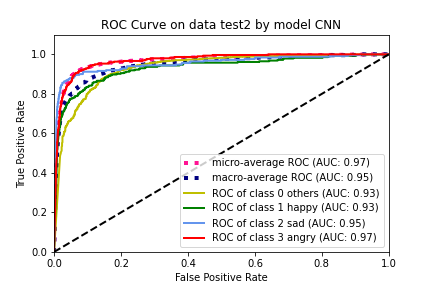 ROC Curve on data test2 by model CNN
True Positive Rate
1.0
0.8
0.6
0.4
0.2
0.0
micro-average ROC (AUC: 0.97)
macro-average ROC (AUC: 0.95)
ROC of class 0 others (AUC: 0.93)
ROC of class 1 happy (AUC: 0.93)
ROC of class 2 sad (AUC: 0.95)
ROC of class 3 angry (AUC: 0.97)
0.0 0.2 0.4 0.6 0.8 1.0
False Positive Rate